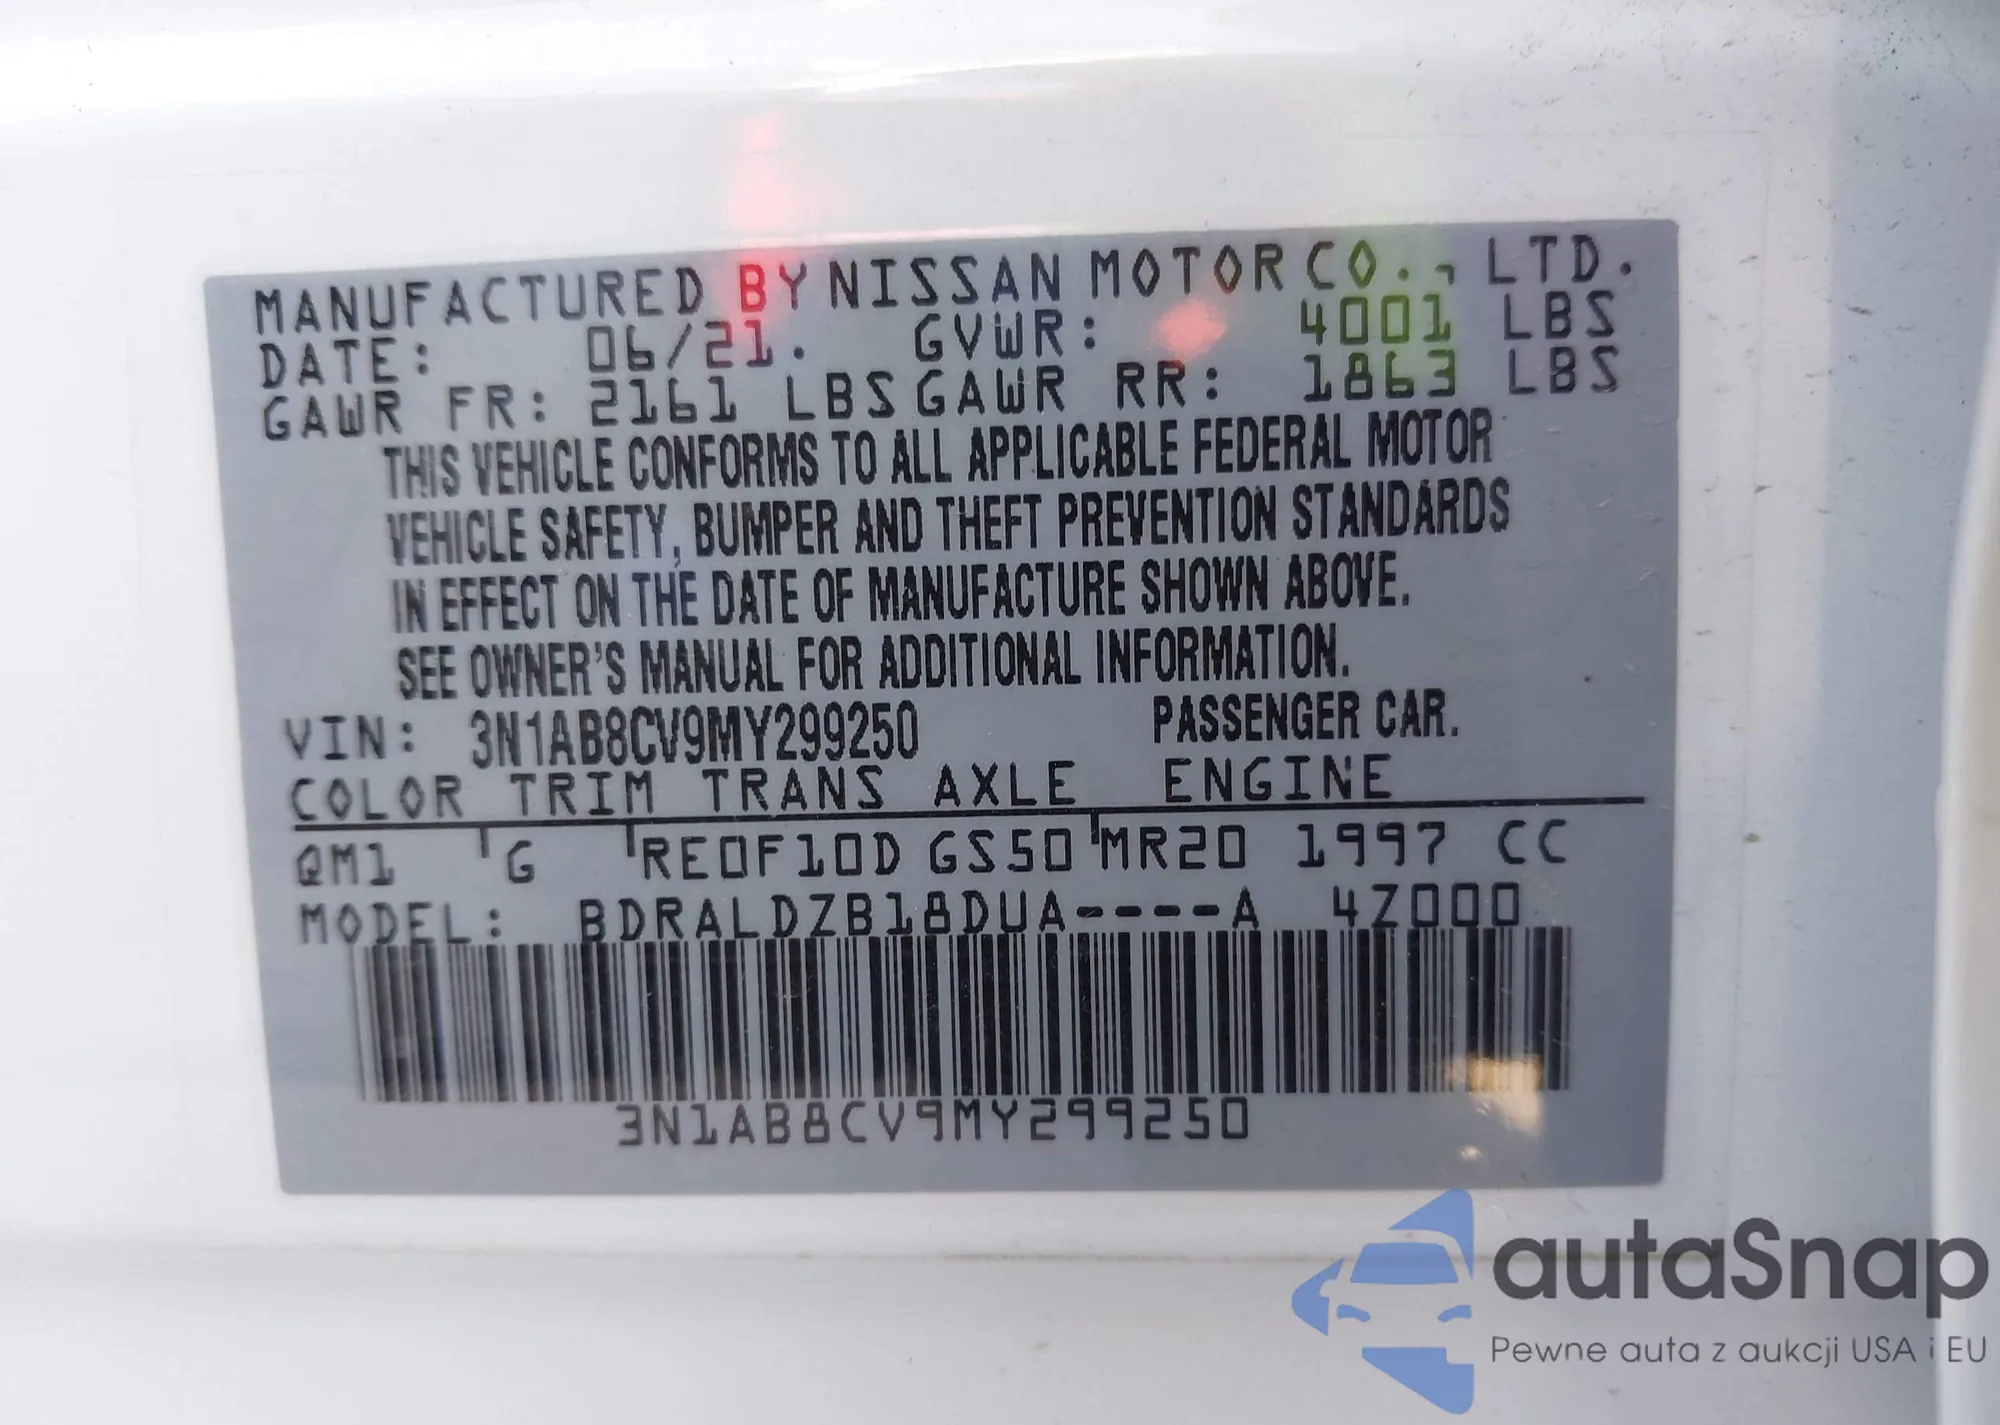 MANUFACTURED BY NISSAN MOTOR CO., LTD.
DATE: 06/21. GVWR: 4001 LBS
GAWR FR: 2161 LBS GAWR RR: 1863 LBS
THIS VEHICLE CONFORMS TO ALL APPLICABLE FEDERAL MOTOR
VEHICLE SAFETY, BUMPER AND THEFT PREVENTION STANDARDS
IN EFFECT ON THE DATE OF MANUFACTURE SHOWN ABOVE.
SEE OWNER'S MANUAL FOR ADDITIONAL INFORMATION.
VIN: 3N1AB8CV9MY299250 PASSENGER CAR.
COLOR TRIM TRANS AXLE ENGINE
QM1 G RE0F10D GS50 MR20 1997 CC
MODEL: BDRALDZB18DUA----A 4Z000
3N1AB8CV9MY299250
autaSnap
Pewne auta z aukcji USA i EU